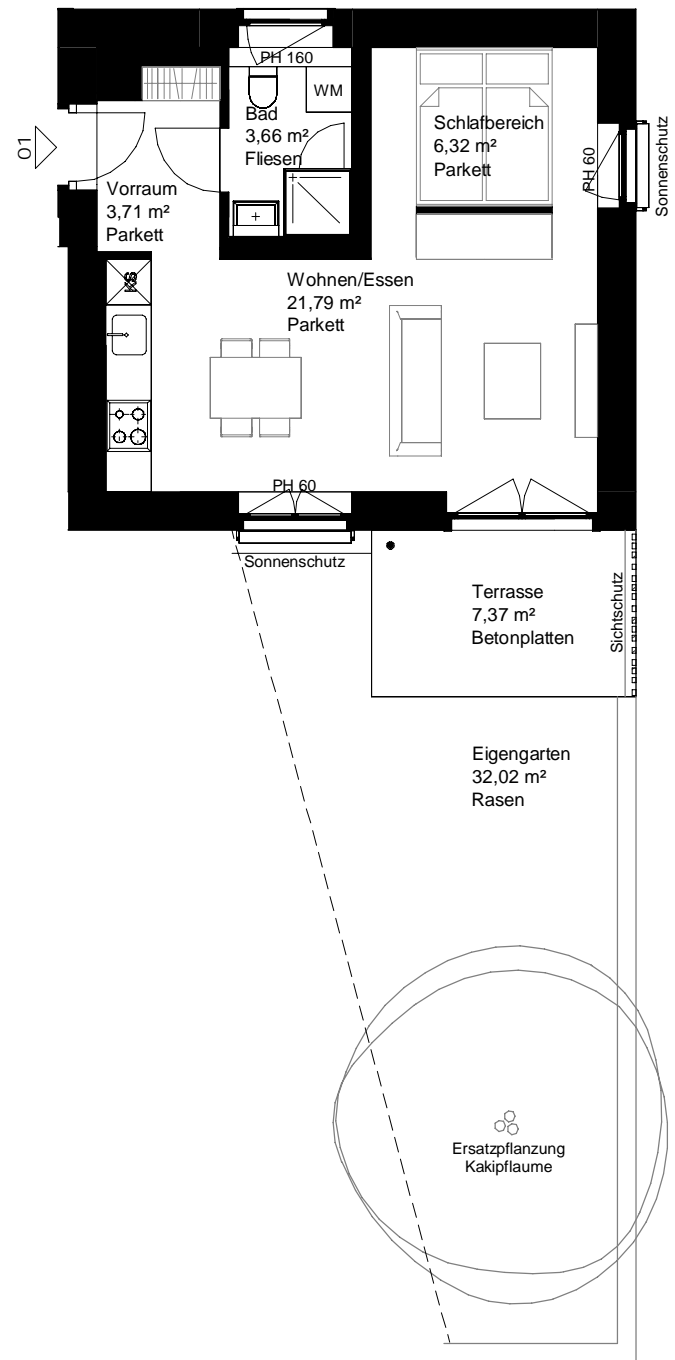 PH 160
WM
Bad
3,66 m²
Fliesen
Schlafbereich
6,32 m²
Parkett
PH 60
Sonnenschutz
01
Vorraum
3,71 m²
Parkett
KS
Wohnen/Essen
21,79 m²
Parkett
PH 60
Sonnenschutz
Terrasse
7,37 m²
Betonplatten
Sichtschutz
Eigengarten
32,02 m²
Rasen
Ersatzpflanzung
Kakipflaume